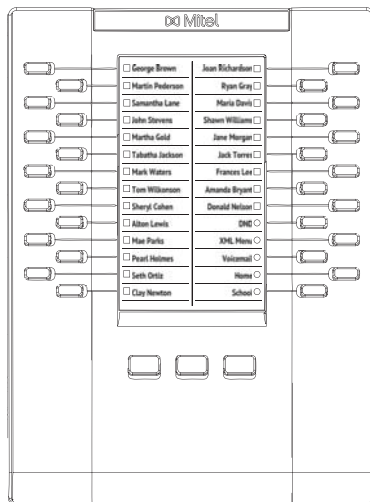 Mitel
George Brown
Martin Pederson
Samantha Lane
John Stevens
Martha Gold
Tabatha Jackson
Mark Waters
Tom Wilkonson
Sheryl Cohen
Alton Lewis
Mae Parks
Pearl Holmes
Seth Ortiz
Clay Newton
Joan Richardson
Ryan Gray
Maria Davis
Shawn Williams
Jane Morgan
Jack Torres
Frances Lee
Amanda Bryant
Donald Nelson
DND
XML Menu
Voicemail
Home
School